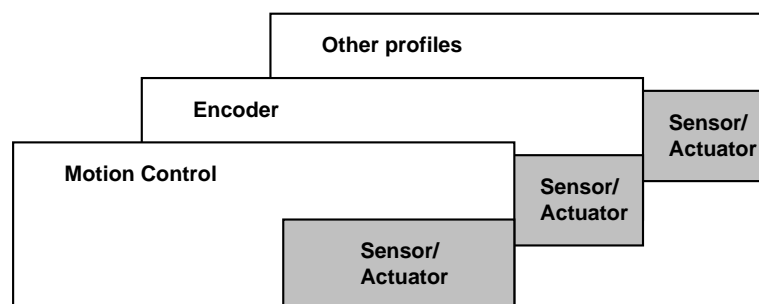 Other profiles
Encoder
Sensor/
Actuator
Motion Control
Sensor/
Actuator
Sensor/
Actuator